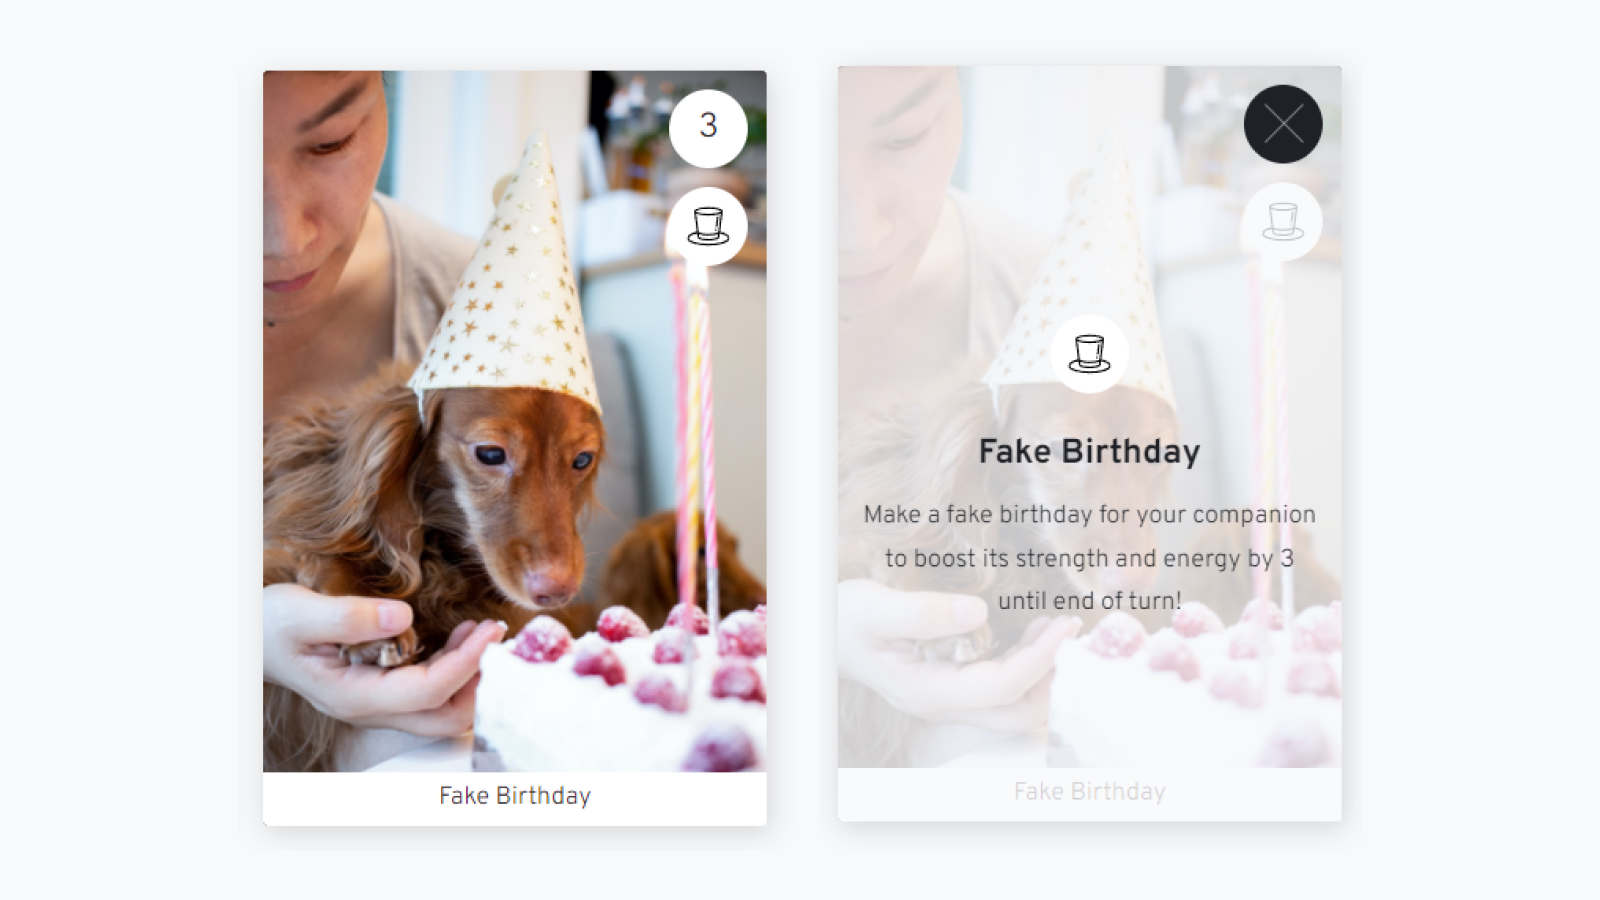 3
Fake Birthday
Fake Birthday
Make a fake birthday for your companion
to boost its strength and energy by 3
until end of turn!
Fake Birthday